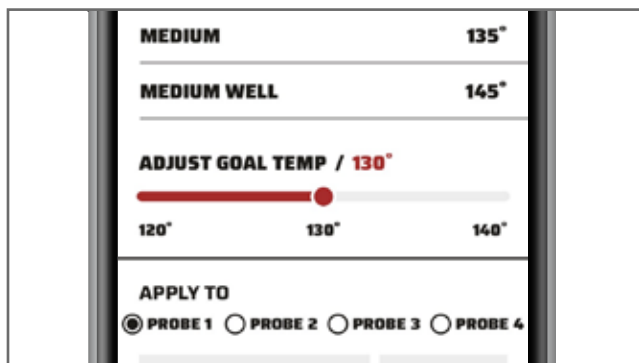 MEDIUM 135°
MEDIUM WELL 145°
ADJUST GOAL TEMP / 130°
120° 130° 140°
APPLY TO
PROBE 1 PROBE 2 PROBE 3 PROBE 4